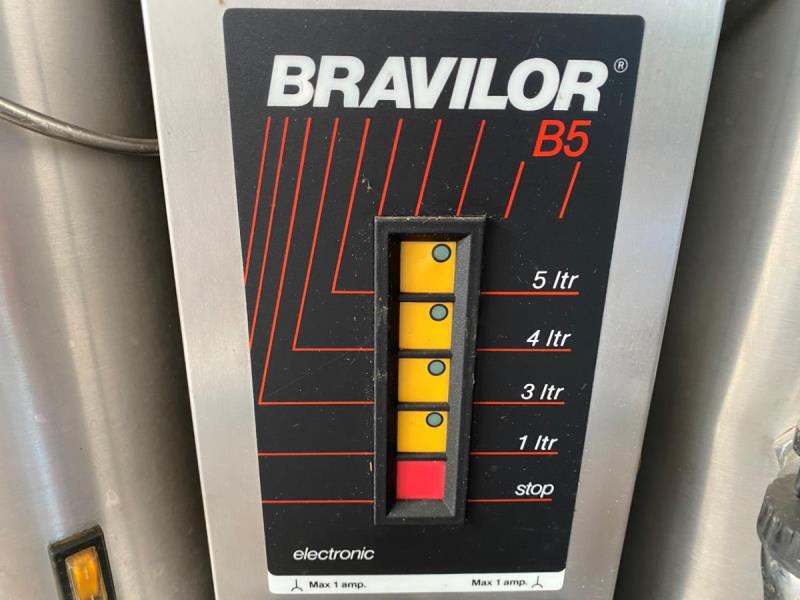 BRAVILOR®
B5
5 ltr
4 ltr
3 ltr
1 ltr
stop
electronic
Max 1 amp. Max 1 amp.